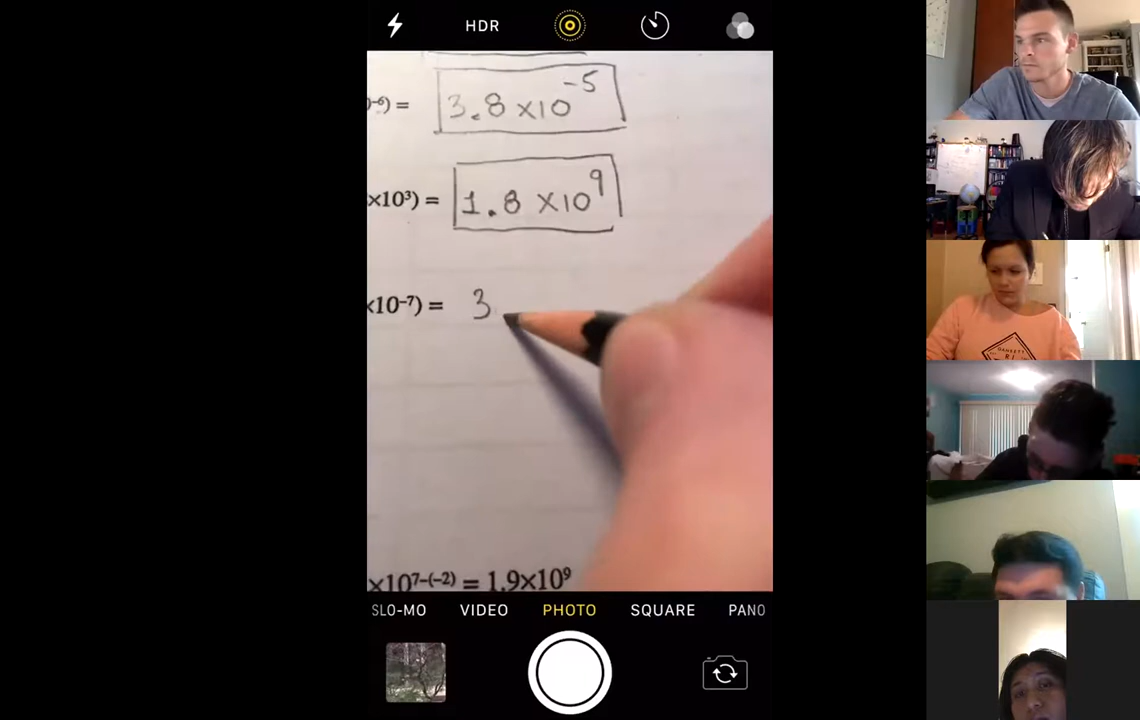 HDR
)⁻⁶) = 3.8 ×10⁻⁵
×10³) = 1.8 ×10⁹
×10⁻⁷) = 3
×10⁷⁻⁽⁻²⁾ = 1.9×10⁹
SLO-MO VIDEO PHOTO SQUARE PANO